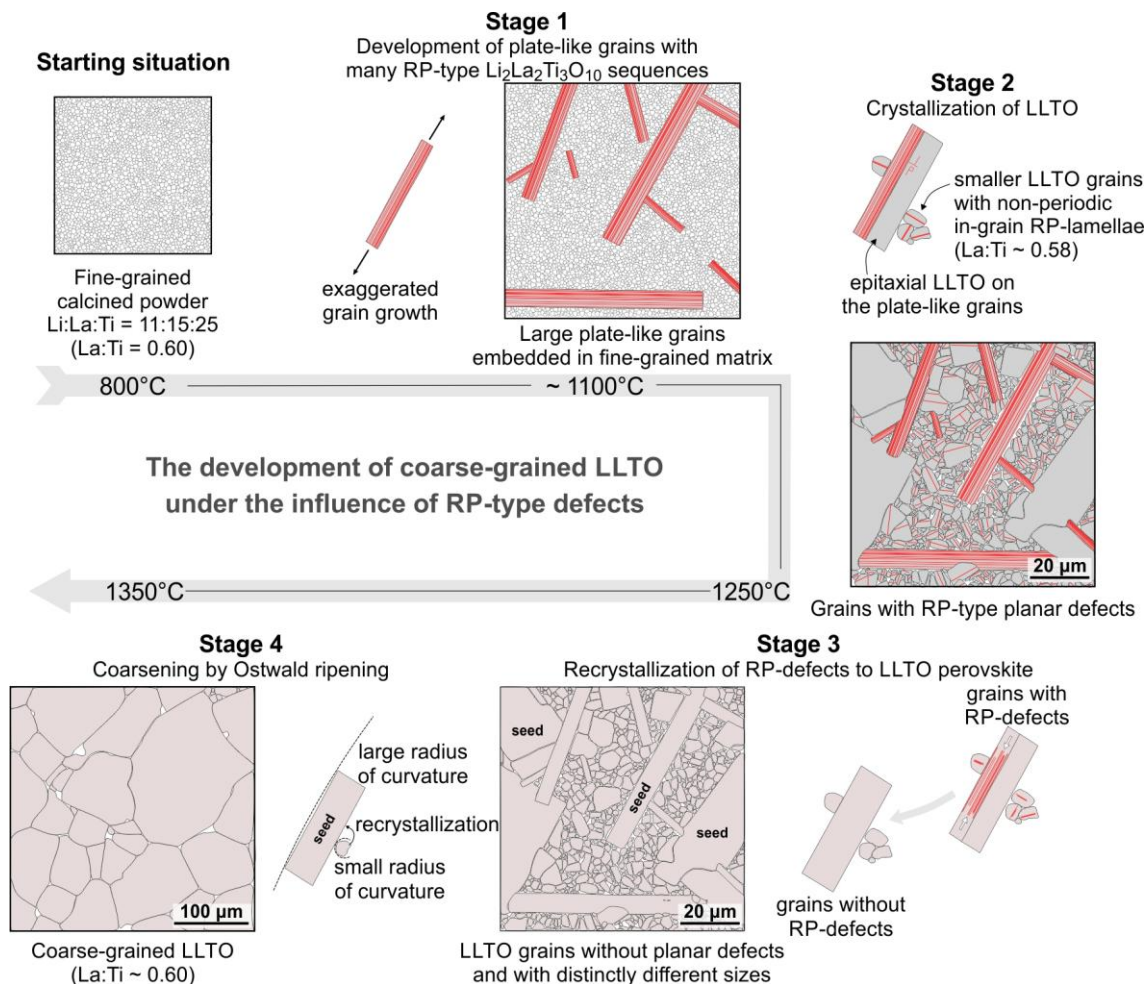 Starting situation
Fine-grained
calcined powder
Li:La:Ti = 11:15:25
(La:Ti = 0.60)
Stage 1
Development of plate-like grains with
many RP-type Li₂La₂Ti₃O₁₀ sequences
exaggerated
grain growth
Large plate-like grains
embedded in fine-grained matrix
Stage 2
Crystallization of LLTO
smaller LLTO grains
with non-periodic
in-grain RP-lamellae
(La:Ti ~ 0.58)
epitaxial LLTO on
the plate-like grains
20 µm
Grains with RP-type planar defects
800°C
~ 1100°C
The development of coarse-grained LLTO
under the influence of RP-type defects
1350°C
1250°C
Stage 4
Coarsening by Ostwald ripening
100 µm
Coarse-grained LLTO
(La:Ti ~ 0.60)
large radius
of curvature
seed
recrystallization
small radius
of curvature
Stage 3
Recrystallization of RP-defects to LLTO perovskite
seed
seed
seed
20 µm
LLTO grains without planar defects
and with distinctly different sizes
grains with
RP-defects
grains without
RP-defects